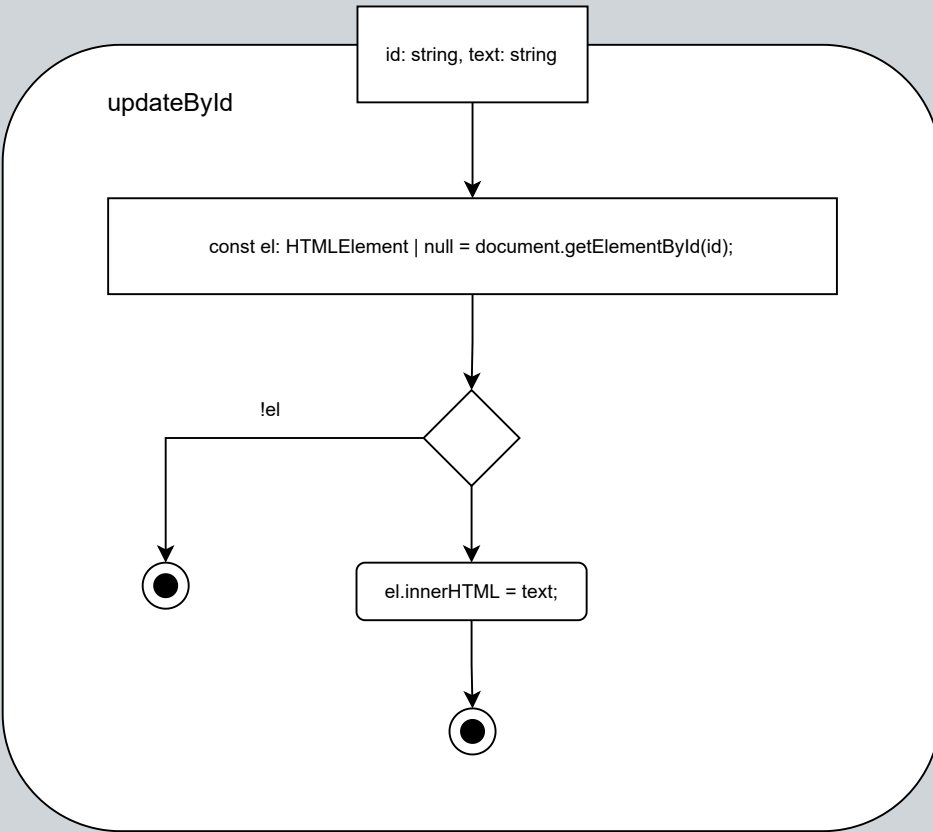 id: string, text: string
updateById
const el: HTMLElement | null = document.getElementById(id);
!el
el.innerHTML = text;